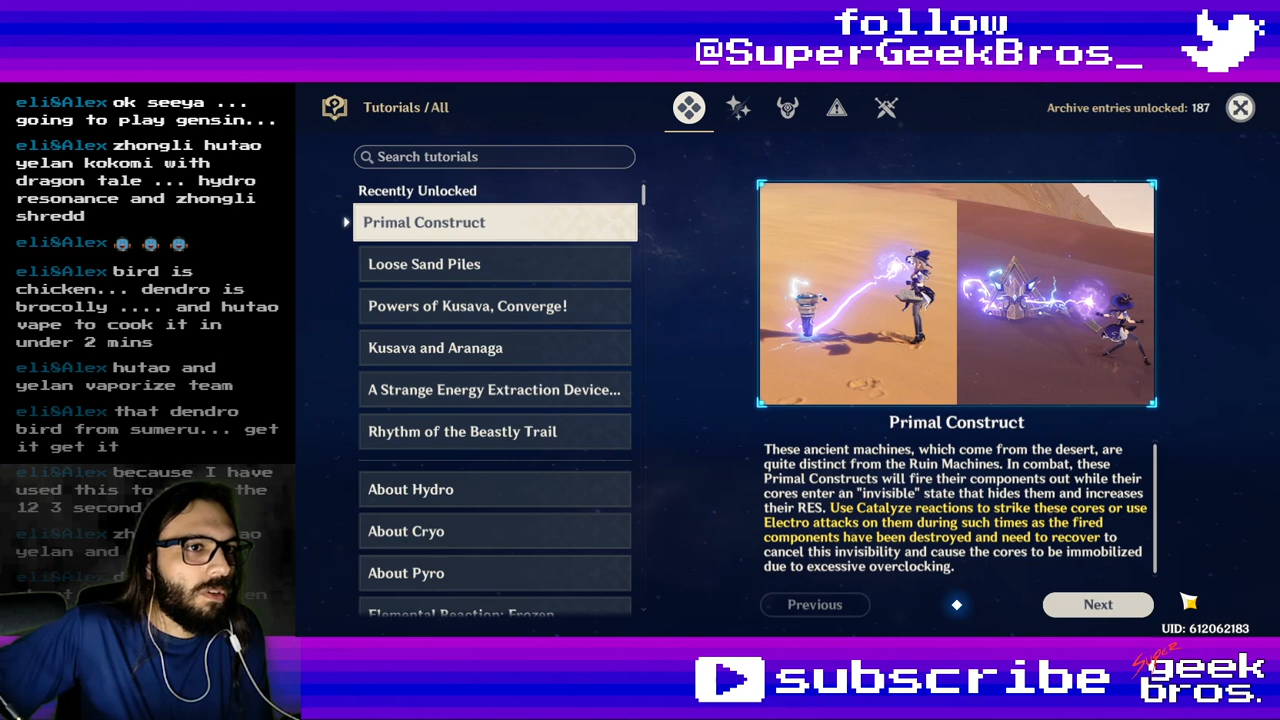 follow
@SuperGeekBros_
eli&Alex ok seeya ...
going to play gensin...
eli&Alex zhongli hutao
yelan kokomi with
dragon tale ... hydro
resonance and zhongli
shredd
eli&Alex
eli&Alex bird is
chicken... dendro is
brocolly .... and hutao
vape to cook it in
under 2 mins
eli&Alex hutao and
yelan vaporize team
eli&Alex that dendro
bird from sumeru... get
it get it
eli&Alex because I have
used this to the
12 3 second
eli&Alex
yelan and
eli&Alex
Tutorials / All
Archive entries unlocked: 187
Search tutorials
Recently Unlocked
Primal Construct
Loose Sand Piles
Powers of Kusava, Converge!
Kusava and Aranaga
A Strange Energy Extraction Device...
Rhythm of the Beastly Trail
About Hydro
About Cryo
About Pyro
Elemental Reaction: Frozen
Primal Construct
These ancient machines, which come from the desert, are
quite distinct from the Ruin Machines. In combat, these
Primal Constructs will fire their components out while their
cores enter an "invisible" state that hides them and increases
their RES. Use Catalyze reactions to strike these cores or use
Electro attacks on them during such times as the fired
components have been destroyed and need to recover to
cancel this invisibility and cause the cores to be immobilized
due to excessive overclocking.
Previous
Next
UID: 612062183
subscribe
super
geek
bros.